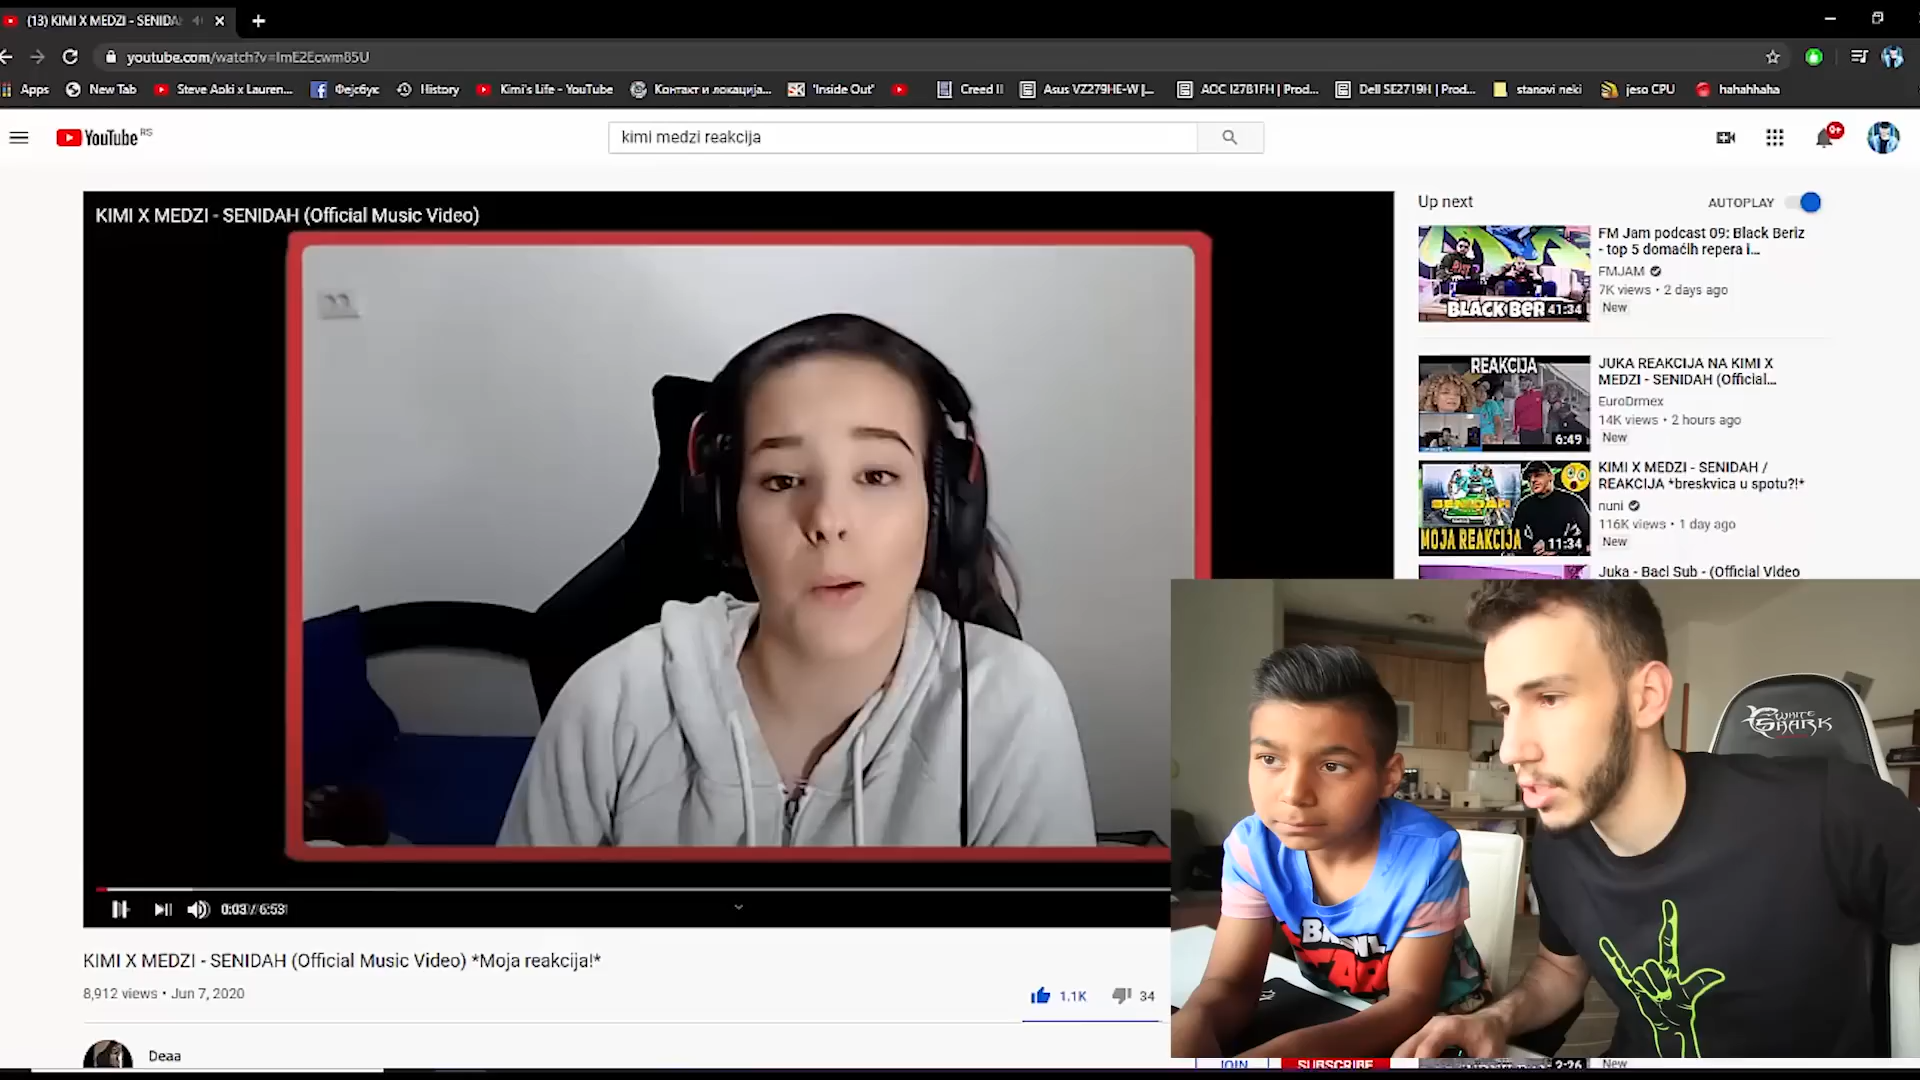 (13) KIMI X MEDZI - SENIDA
youtube.com/watch?v=ImE2Ecwm85U
Apps
New Tab
Steve Aoki x Lauren...
Фејсбук
History
Kimi's Life - YouTube
Контакт и локација...
'Inside Out'
Creed II
Asus VZ279HE-W |...
AOC I2781FH | Prod...
Dell SE2719H | Prod...
stanovi neki
jeso CPU
hahahhaha
YouTube RS
kimi medzi reakcija
9+
KIMI X MEDZI - SENIDAH (Official Music Video)
Up next
AUTOPLAY
BLACK BER 41:34
FM Jam podcast 09: Black Beriz
- top 5 domaćih repera i...
FMJAM
7K views • 2 days ago
New
REAKCIJA
6:49
JUKA REAKCIJA NA KIMI X
MEDZI - SENIDAH (Official...
EuroDrmex
14K views • 2 hours ago
New
SENIDAH
MOJA REAKCIJA 11:34
KIMI X MEDZI - SENIDAH /
REAKCIJA *breskvica u spotu?!*
nuni
116K views • 1 day ago
New
Juka - Baci Sub - (Official Video
WHITE
SHARK
0:03 / 6:53
KIMI X MEDZI - SENIDAH (Official Music Video) *Moja reakcija!*
8,912 views • Jun 7, 2020
1.1K
34
Deaa
JOIN
SUBSCRIBE
2:26
New